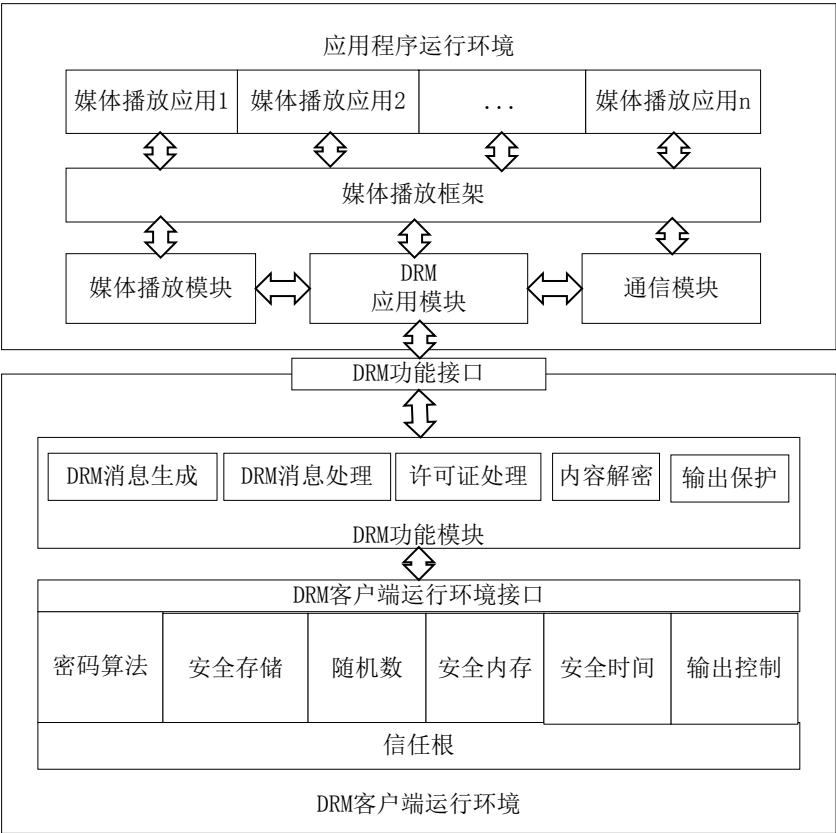 应用程序运行环境
媒体播放应用1
媒体播放应用2
...
媒体播放应用n
媒体播放框架
媒体播放模块
DRM
应用模块
通信模块
DRM功能接口
DRM消息生成
DRM消息处理
许可证处理
内容解密
输出保护
DRM功能模块
DRM客户端运行环境接口
密码算法
安全存储
随机数
安全内存
安全时间
输出控制
信任根
DRM客户端运行环境